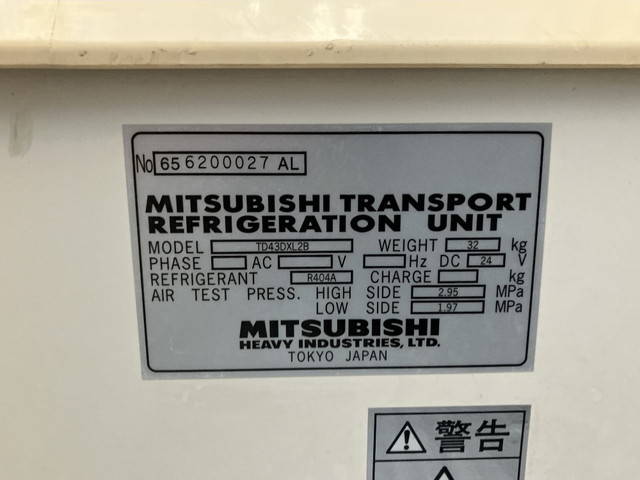 No 65 6200027 AL
MITSUBISHI TRANSPORT
REFRIGERATION UNIT
MODEL TD43DXL2B WEIGHT 32 kg
PHASE AC V Hz DC 24 V
REFRIGERANT R404A CHARGE kg
AIR TEST PRESS. HIGH SIDE 2.95 MPa
LOW SIDE 1.97 MPa
MITSUBISHI
HEAVY INDUSTRIES, LTD.
TOKYO JAPAN
警告